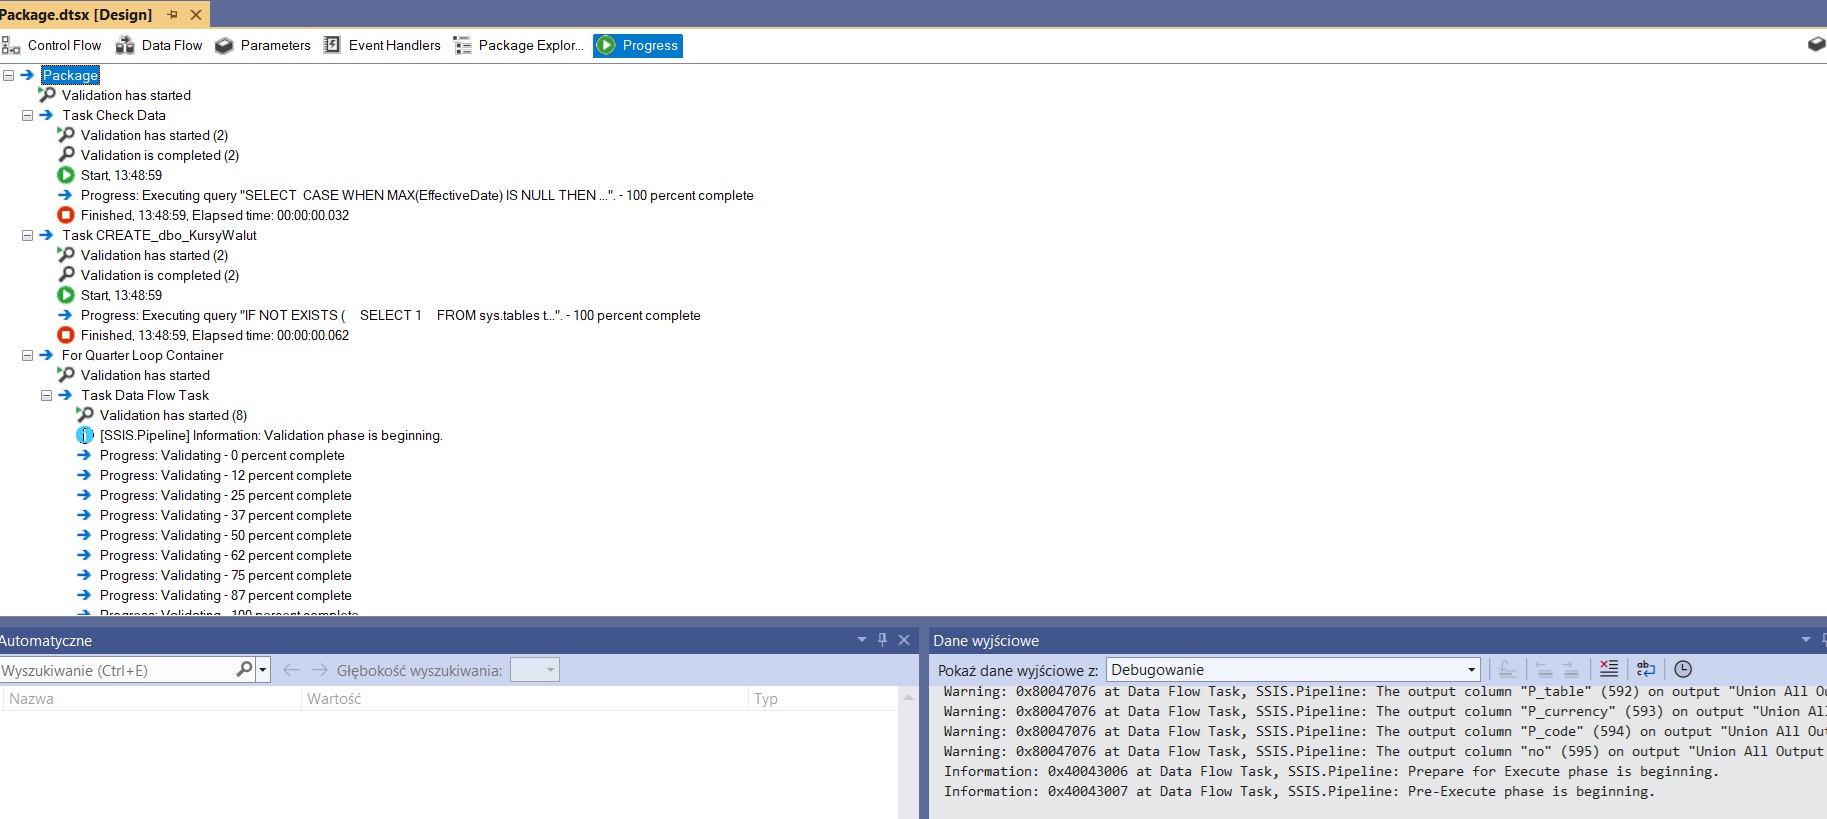 Package.dtsx [Design]
Control Flow Data Flow Parameters Event Handlers Package Explor... Progress
Package
Validation has started
Task Check Data
Validation has started (2)
Validation is completed (2)
Start, 13:48:59
Progress: Executing query "SELECT CASE WHEN MAX(EffectiveDate) IS NULL THEN ...". - 100 percent complete
Finished, 13:48:59, Elapsed time: 00:00:00.032
Task CREATE_dbo_KursyWalut
Validation has started (2)
Validation is completed (2)
Start, 13:48:59
Progress: Executing query "IF NOT EXISTS ( SELECT 1 FROM sys.tables t...". - 100 percent complete
Finished, 13:48:59, Elapsed time: 00:00:00.062
For Quarter Loop Container
Validation has started
Task Data Flow Task
Validation has started (8)
[SSIS.Pipeline] Information: Validation phase is beginning.
Progress: Validating - 0 percent complete
Progress: Validating - 12 percent complete
Progress: Validating - 25 percent complete
Progress: Validating - 37 percent complete
Progress: Validating - 50 percent complete
Progress: Validating - 62 percent complete
Progress: Validating - 75 percent complete
Progress: Validating - 87 percent complete
Progress: Validating - 100 percent complete
Automatyczne
Wyszukiwanie (Ctrl+E) Głębokość wyszukiwania:
Nazwa Wartość Typ
Dane wyjściowe
Pokaż dane wyjściowe z: Debugowanie
Warning: 0x80047076 at Data Flow Task, SSIS.Pipeline: The output column "P_table" (592) on output "Union All Ou
Warning: 0x80047076 at Data Flow Task, SSIS.Pipeline: The output column "P_currency" (593) on output "Union All
Warning: 0x80047076 at Data Flow Task, SSIS.Pipeline: The output column "P_code" (594) on output "Union All Out
Warning: 0x80047076 at Data Flow Task, SSIS.Pipeline: The output column "no" (595) on output "Union All Output
Information: 0x40043006 at Data Flow Task, SSIS.Pipeline: Prepare for Execute phase is beginning.
Information: 0x40043007 at Data Flow Task, SSIS.Pipeline: Pre-Execute phase is beginning.